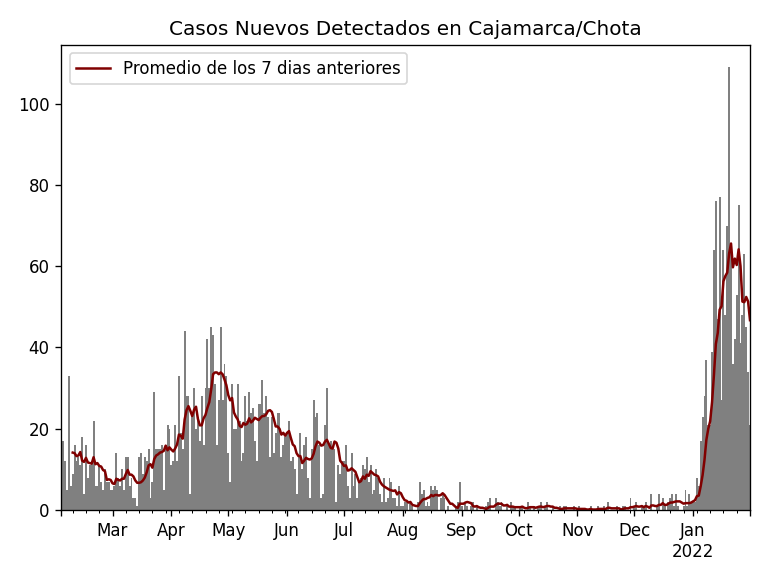 Casos Nuevos Detectados en Cajamarca/Chota
Promedio de los 7 dias anteriores
100
80
60
40
20
0
Mar Apr May Jun Jul Aug Sep Oct Nov Dec Jan
2022